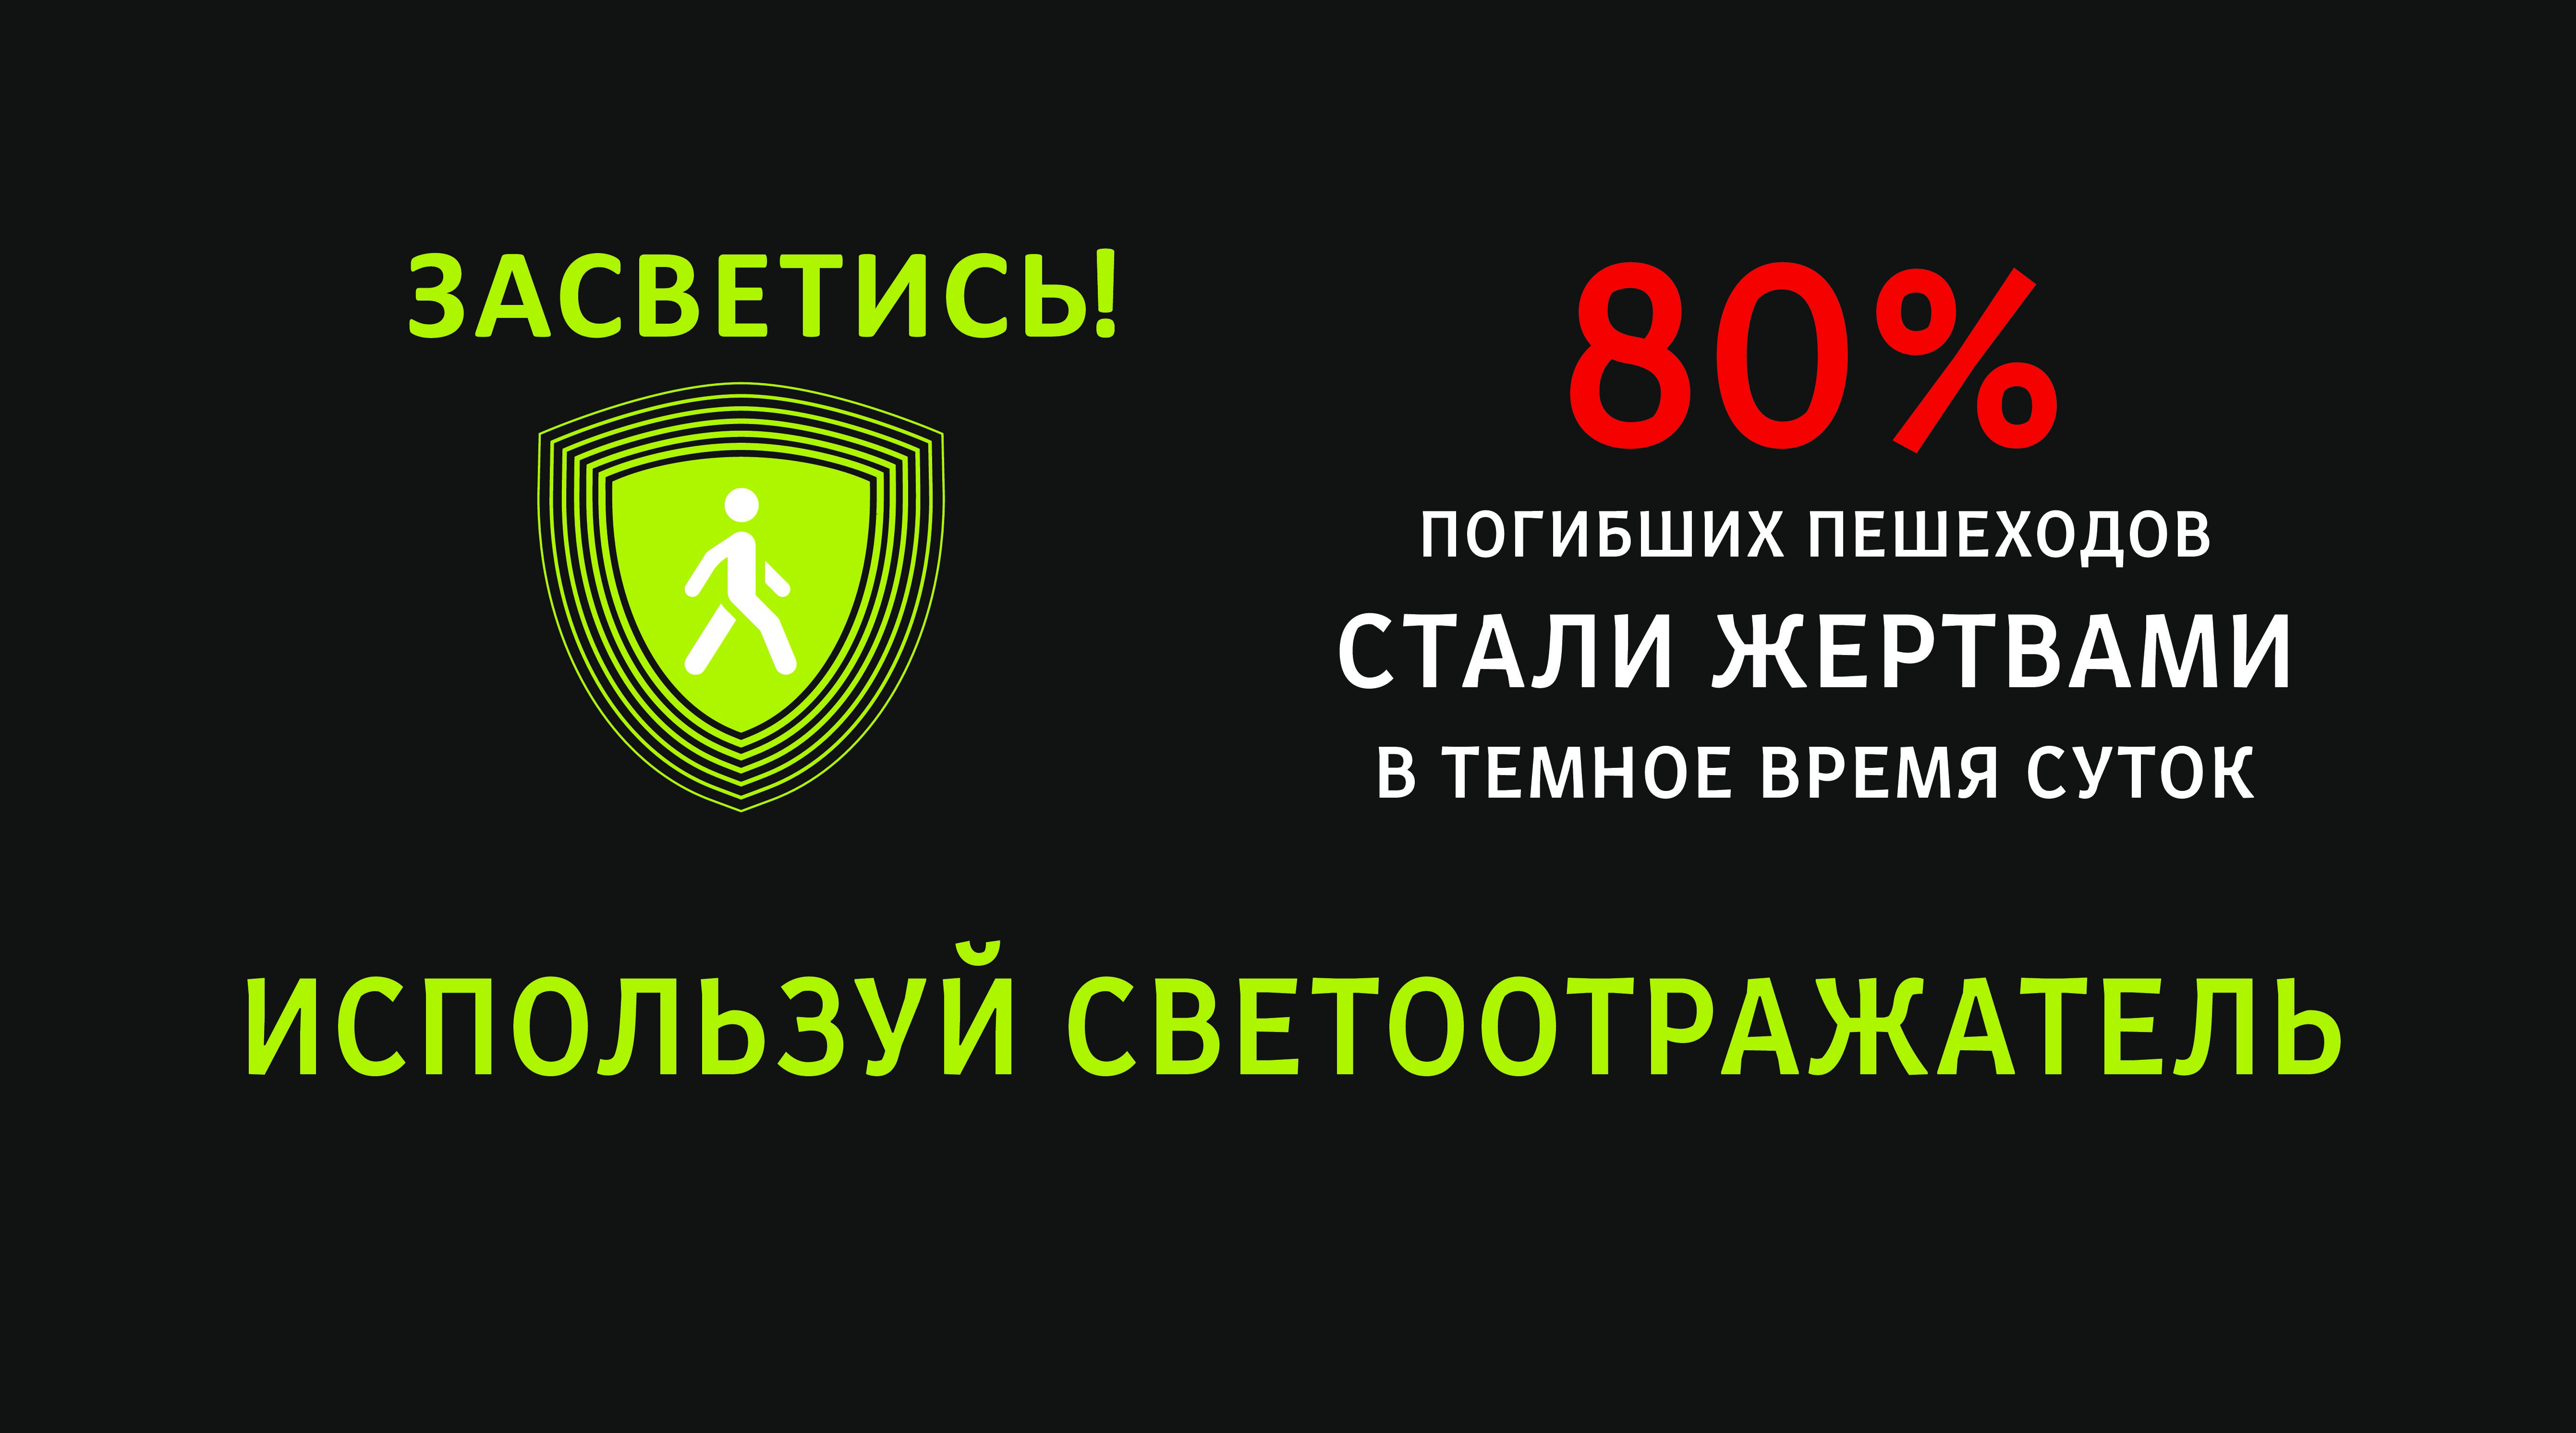 ЗАСВЕТИСЬ!
80%
ПОГИБШИХ ПЕШЕХОДОВ
СТАЛИ ЖЕРТВАМИ
В ТЕМНОЕ ВРЕМЯ СУТОК
ИСПОЛЬЗУЙ СВЕТООТРАЖАТЕЛЬ